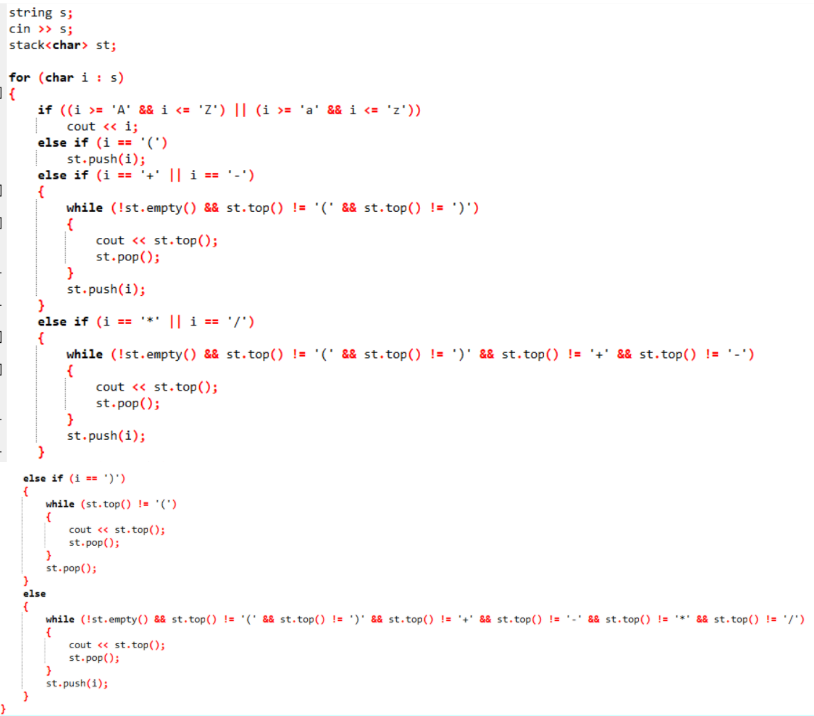 string s;
cin >> s;
stack<char> st;
for (char i : s)
{
if ((i >= 'A' && i <= 'Z') || (i >= 'a' && i <= 'z'))
cout << i;
else if (i == '(')
st.push(i);
else if (i == '+' || i == '-')
{
while (!st.empty() && st.top() != '(' && st.top() != ')')
{
cout << st.top();
st.pop();
}
st.push(i);
}
else if (i == '*' || i == '/')
{
while (!st.empty() && st.top() != '(' && st.top() != ')' && st.top() != '+' && st.top() != '-')
{
cout << st.top();
st.pop();
}
st.push(i);
}
else if (i == ')')
{
while (st.top() != '(')
{
cout << st.top();
st.pop();
}
st.pop();
}
else
{
while (!st.empty() && st.top() != '(' && st.top() != ')' && st.top() != '+' && st.top() != '-' && st.top() != '*' && st.top() != '/')
{
cout << st.top();
st.pop();
}
st.push(i);
}
}